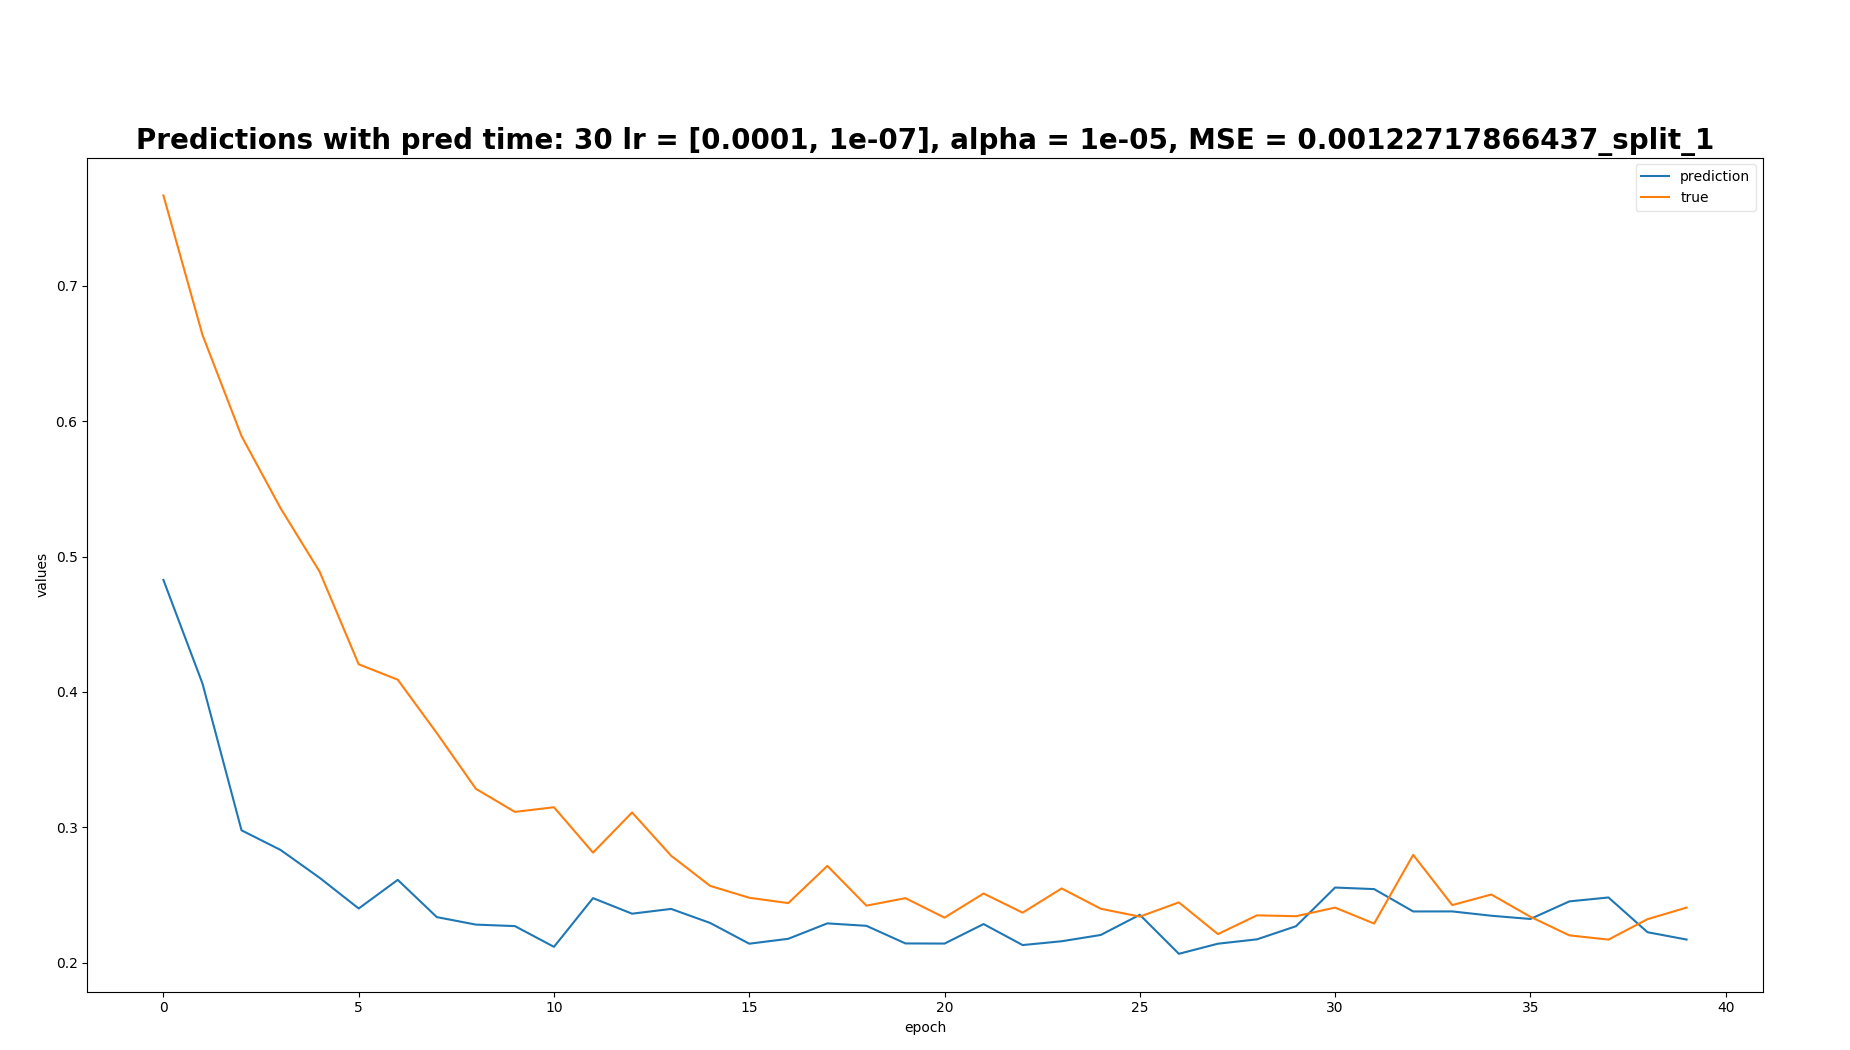 Predictions with pred time: 30 lr = [0.0001, 1e-07], alpha = 1e-05, MSE = 0.00122717866437_split_1
prediction
true
0.7
0.6
0.5
0.4
0.3
0.2
values
0 5 10 15 20 25 30 35 40
epoch